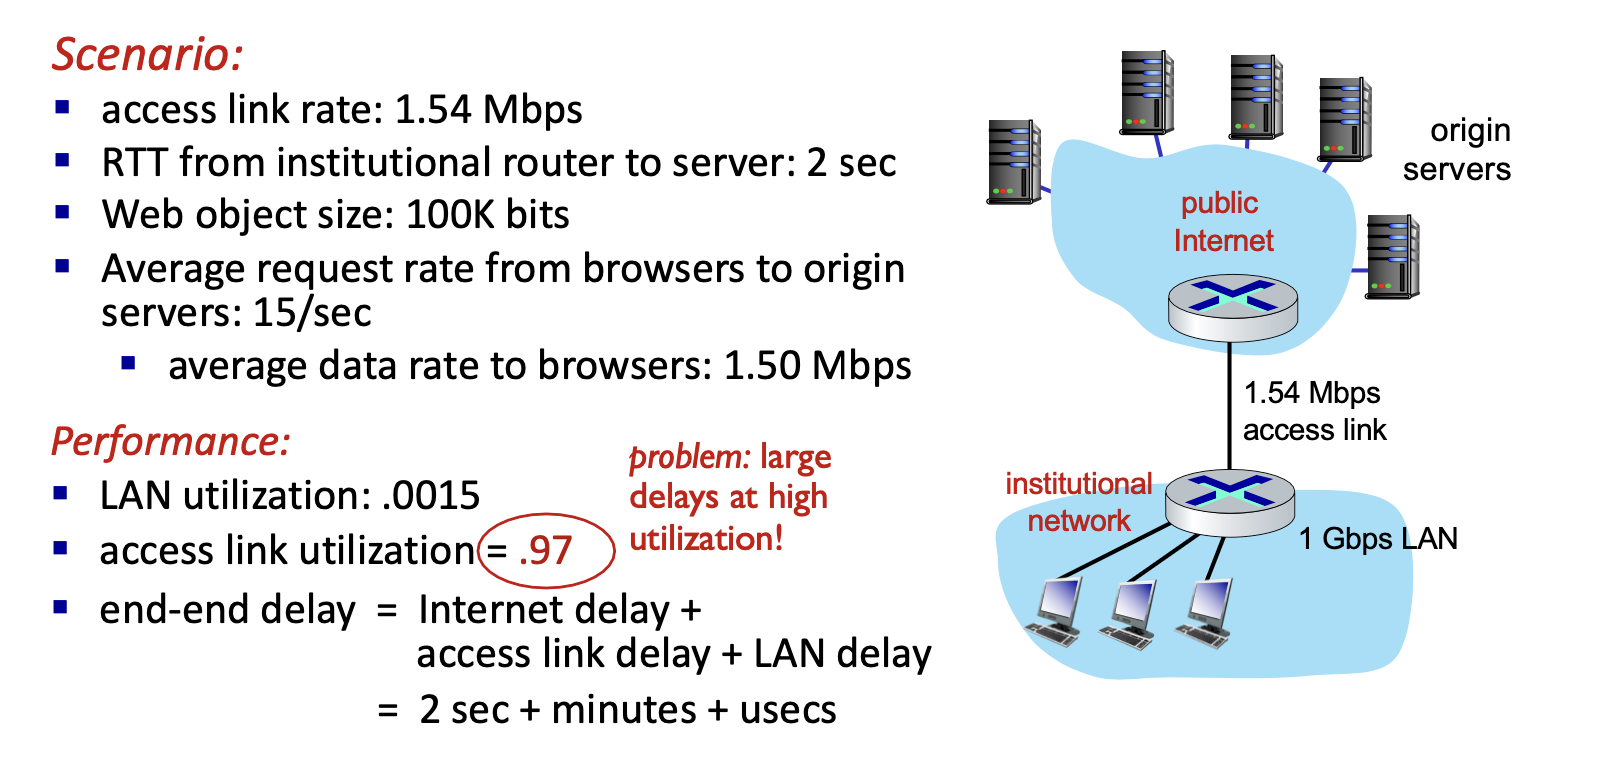 Scenario:
▪ access link rate: 1.54 Mbps
▪ RTT from institutional router to server: 2 sec
▪ Web object size: 100K bits
▪ Average request rate from browsers to origin
servers: 15/sec
▪ average data rate to browsers: 1.50 Mbps
Performance:
▪ LAN utilization: .0015
▪ access link utilization = .97
▪ end-end delay = Internet delay +
access link delay + LAN delay
= 2 sec + minutes + usecs
problem: large
delays at high
utilization!
origin
servers
public
Internet
1.54 Mbps
access link
institutional
network
1 Gbps LAN